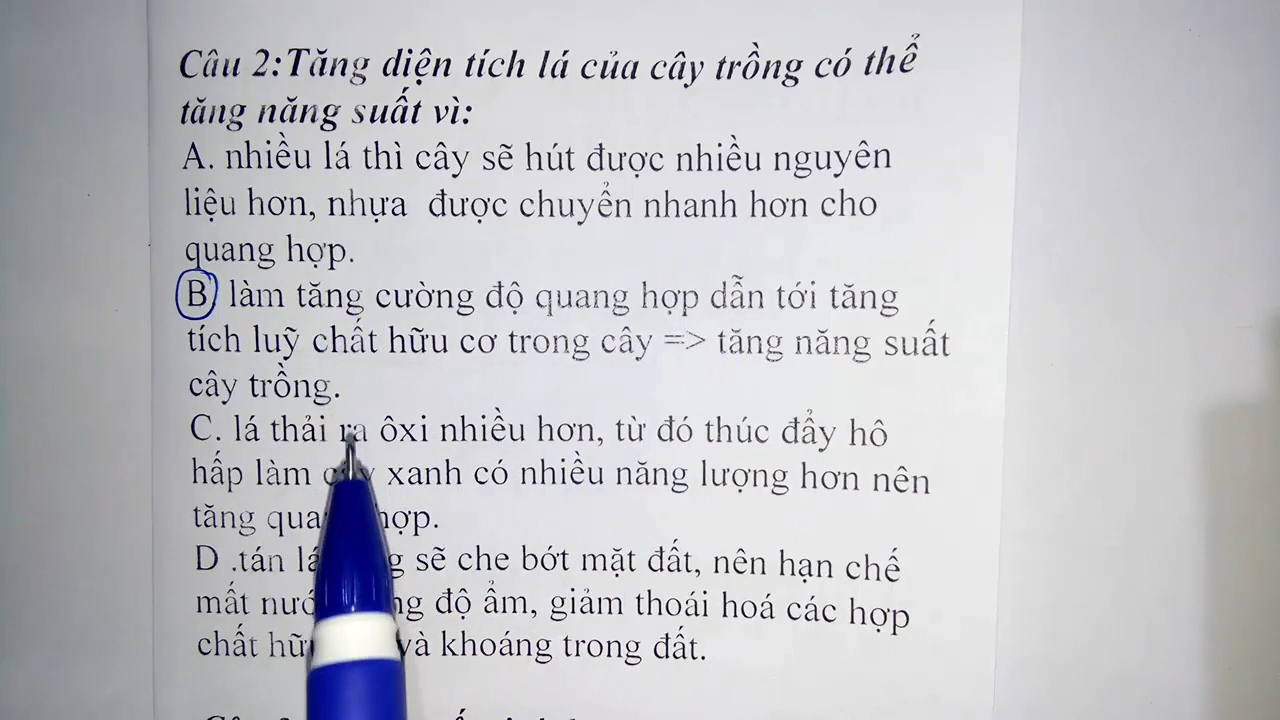 Câu 2:Tăng diện tích lá của cây trồng có thể
tăng năng suất vì:
A. nhiều lá thì cây sẽ hút được nhiều nguyên
liệu hơn, nhựa được chuyển nhanh hơn cho
quang hợp.
B làm tăng cường độ quang hợp dẫn tới tăng
tích luỹ chất hữu cơ trong cây => tăng năng suất
cây trồng.
C. lá thải ra ôxi nhiều hơn, từ đó thúc đẩy hô
hấp làm cây xanh có nhiều năng lượng hơn nên
tăng hợp.
D .tán lá sẽ che bớt mặt đất, nên hạn chế
mất độ ẩm, giảm thoái hoá các hợp
chất và khoáng trong đất.